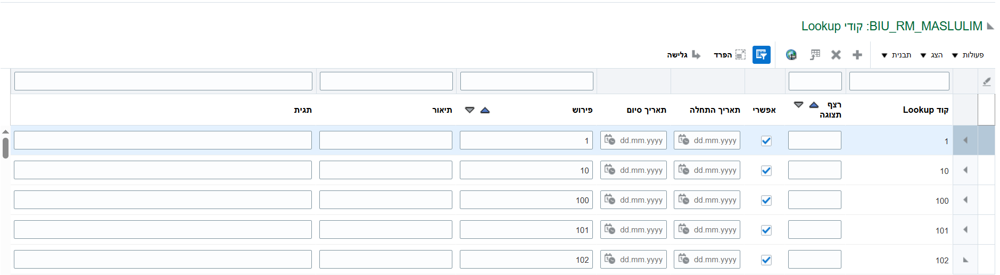 BIU_RM_MASLULIM: קודי Lookup
פעולות הצג תבנית הפרד גלישה
קוד Lookup רצף תצוגה אפשרי תאריך התחלה תאריך סיום פירוש תיאור תגית
1 dd.mm.yyyy dd.mm.yyyy 1
10 dd.mm.yyyy dd.mm.yyyy 10
100 dd.mm.yyyy dd.mm.yyyy 100
101 dd.mm.yyyy dd.mm.yyyy 101
102 dd.mm.yyyy dd.mm.yyyy 102